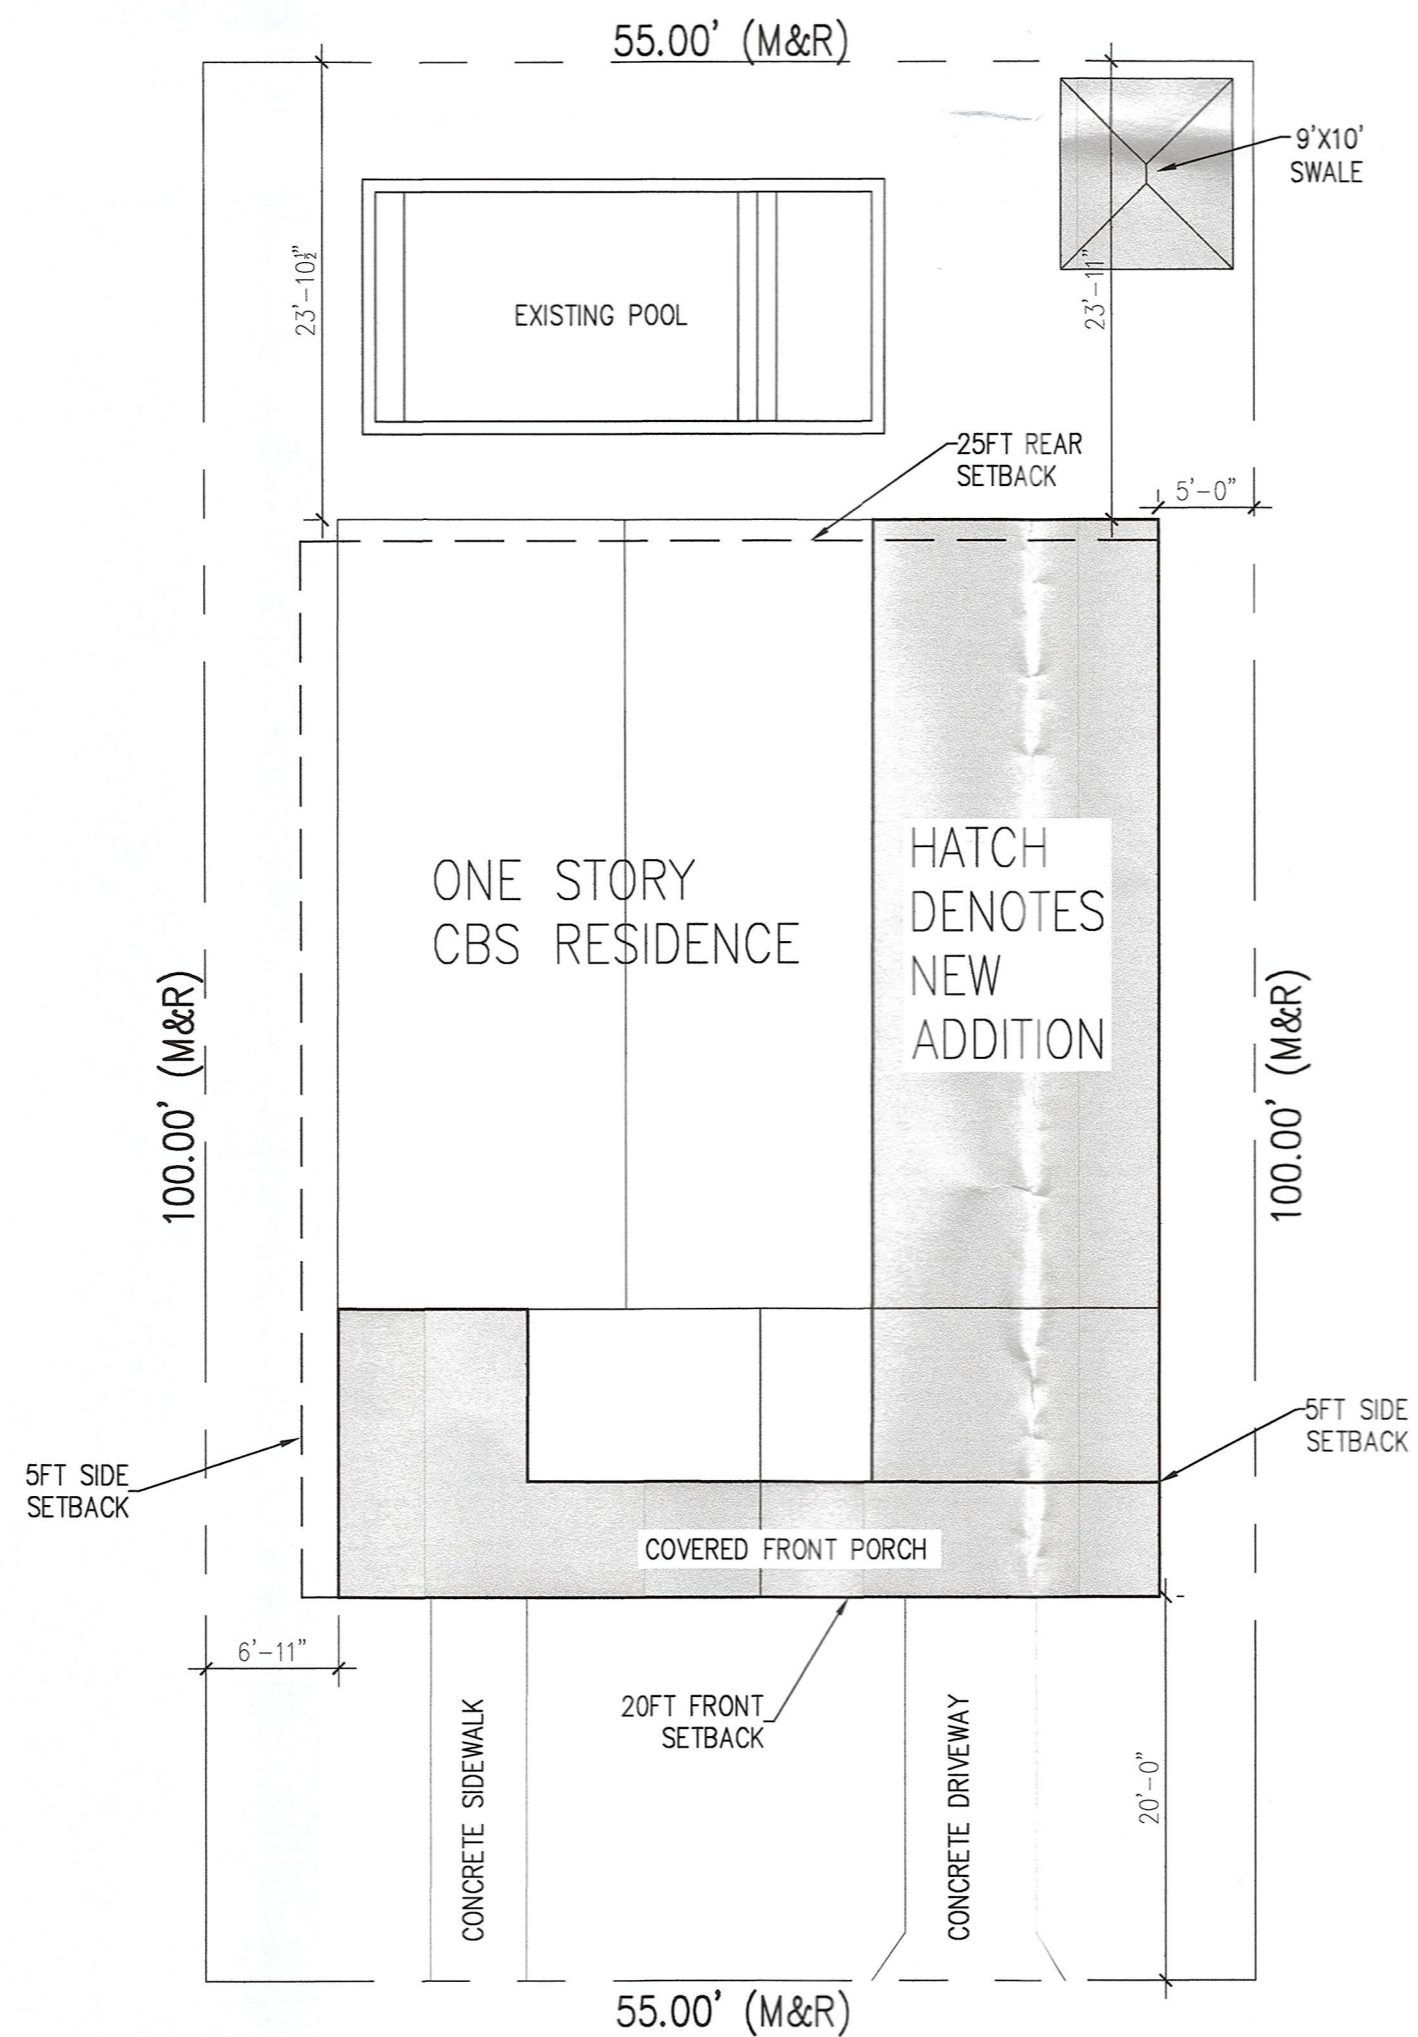 55.00' (M&R)
9'X10'
SWALE
23'-10½"
23'-11"
EXISTING POOL
25FT REAR
SETBACK
5'-0"
ONE STORY
CBS RESIDENCE
HATCH
DENOTES
NEW
ADDITION
100.00' (M&R)
100.00' (M&R)
5FT SIDE
SETBACK
5FT SIDE
SETBACK
COVERED FRONT PORCH
6'-11"
20FT FRONT
SETBACK
CONCRETE SIDEWALK
CONCRETE DRIVEWAY
20'-0"
55.00' (M&R)